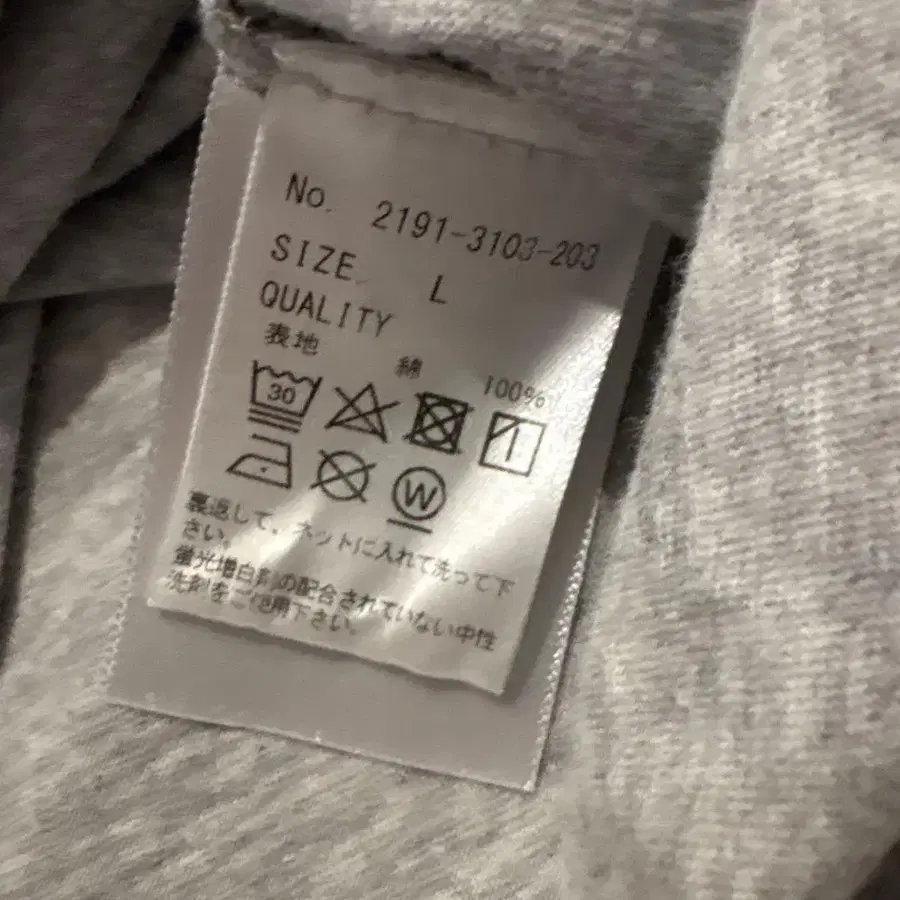 No. 2191-3103-203
SIZE L
QUALITY
表地 綿 100%
30
W
裏返して、ネットに入れて洗って下
さい。
蛍光増白剤の配合されていない中性
洗剤をご使用下さい。